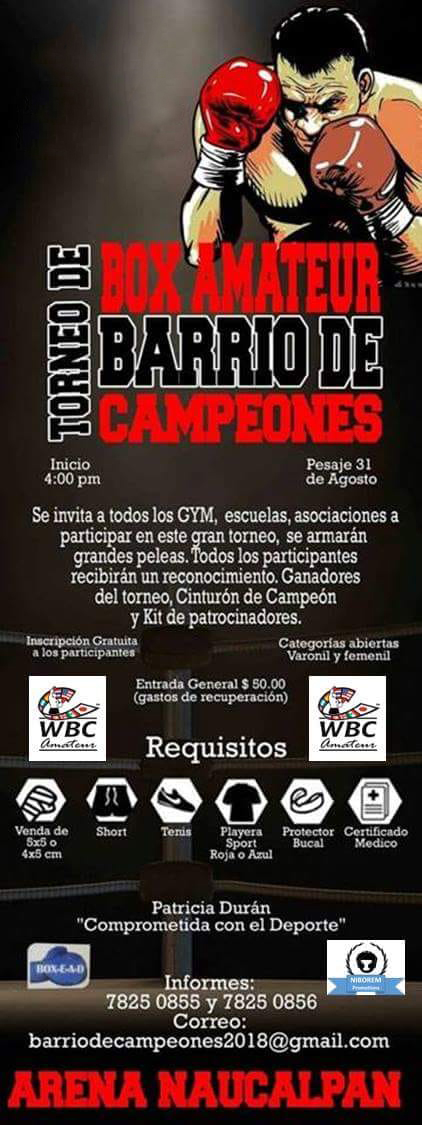 TORNEO DE
BOX AMATEUR
BARRIO DE
CAMPEONES
Inicio
4:00 pm
Pesaje 31
de Agosto
Se invita a todos los GYM, escuelas, asociaciones a
participar en este gran torneo, se armarán
grandes peleas. Todos los participantes
recibirán un reconocimiento. Ganadores
del torneo, Cinturón de Campeón
y Kit de patrocinadores.
Inscripción Gratuita
a los participantes
Categorías abiertas
Varonil y femenil
Entrada General $ 50.00
(gastos de recuperación)
WBC
Amateur
WBC
Amateur
Requisitos
Venda de
5x5 o
4x5 cm
Short
Tenis
Playera
Sport
Roja o Azul
Protector
Bucal
Certificado
Medico
Patricia Durán
"Comprometida con el Deporte"
BOX-E-A-D
NIBOREM
Promotions
Informes:
7825 0855 y 7825 0856
Correo:
barriodecampeones2018@gmail.com
ARENA NAUCALPAN